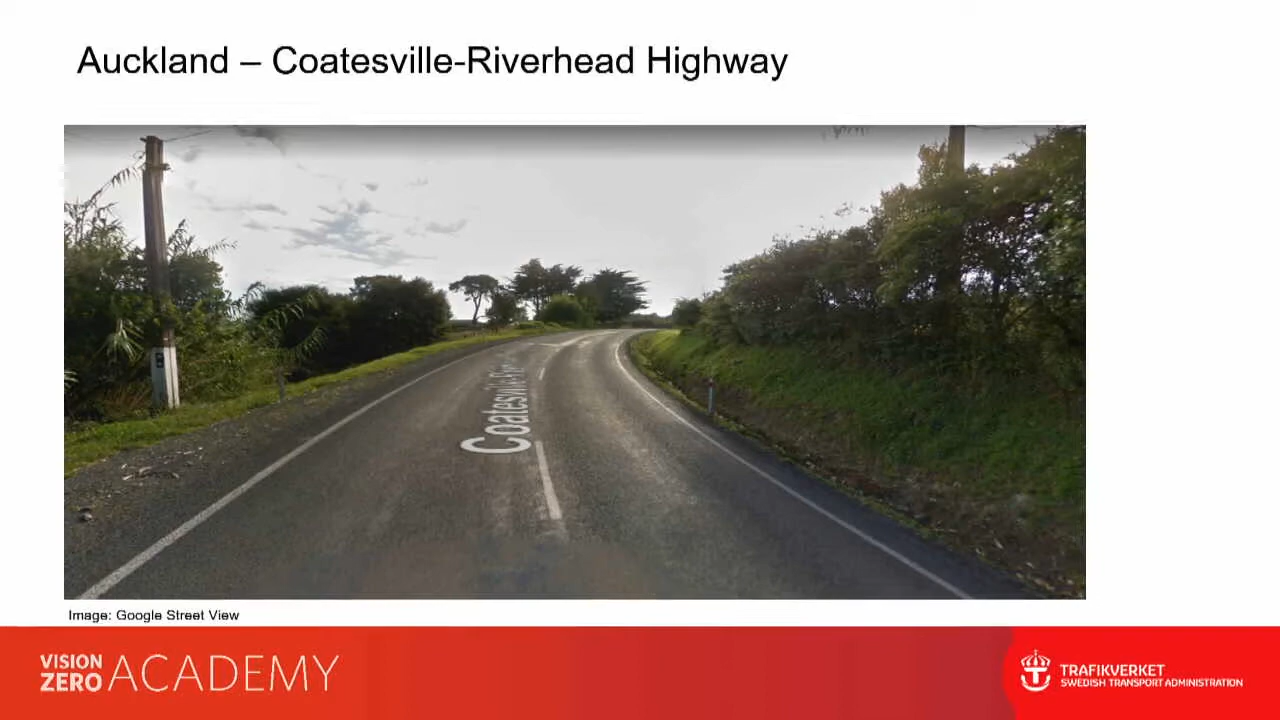 Auckland – Coatesville-Riverhead Highway
Coatesville-
Image: Google Street View
VISION
ZERO ACADEMY
TRAFIKVERKET
SWEDISH TRANSPORT ADMINISTRATION